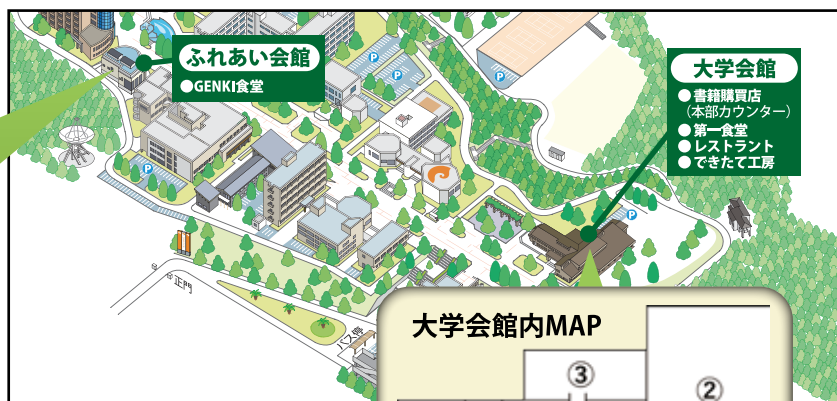 ふれあい会館
●GENKI食堂
大学会館
●書籍購買店
(本部カウンター)
●第一食堂
●レストラント
●できたて工房
P
P
P
P
P
P
正門
バス停
大学会館内MAP
③
②